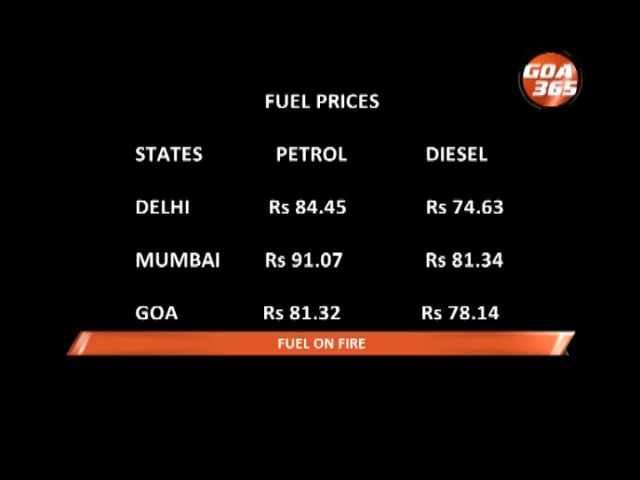 GOA
365
FUEL PRICES
STATES PETROL DIESEL
DELHI Rs 84.45 Rs 74.63
MUMBAI Rs 91.07 Rs 81.34
GOA Rs 81.32 Rs 78.14
FUEL ON FIRE